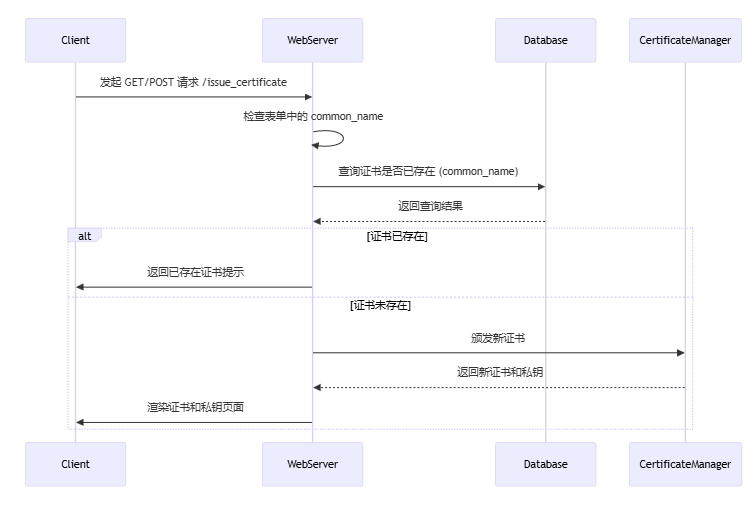 Client
WebServer
Database
CertificateManager
发起 GET/POST 请求 /issue_certificate
检查表单中的 common_name
查询证书是否已存在 (common_name)
返回查询结果
alt
[证书已存在]
返回已存在证书提示
[证书未存在]
颁发新证书
返回新证书和私钥
渲染证书和私钥页面
Client
WebServer
Database
CertificateManager